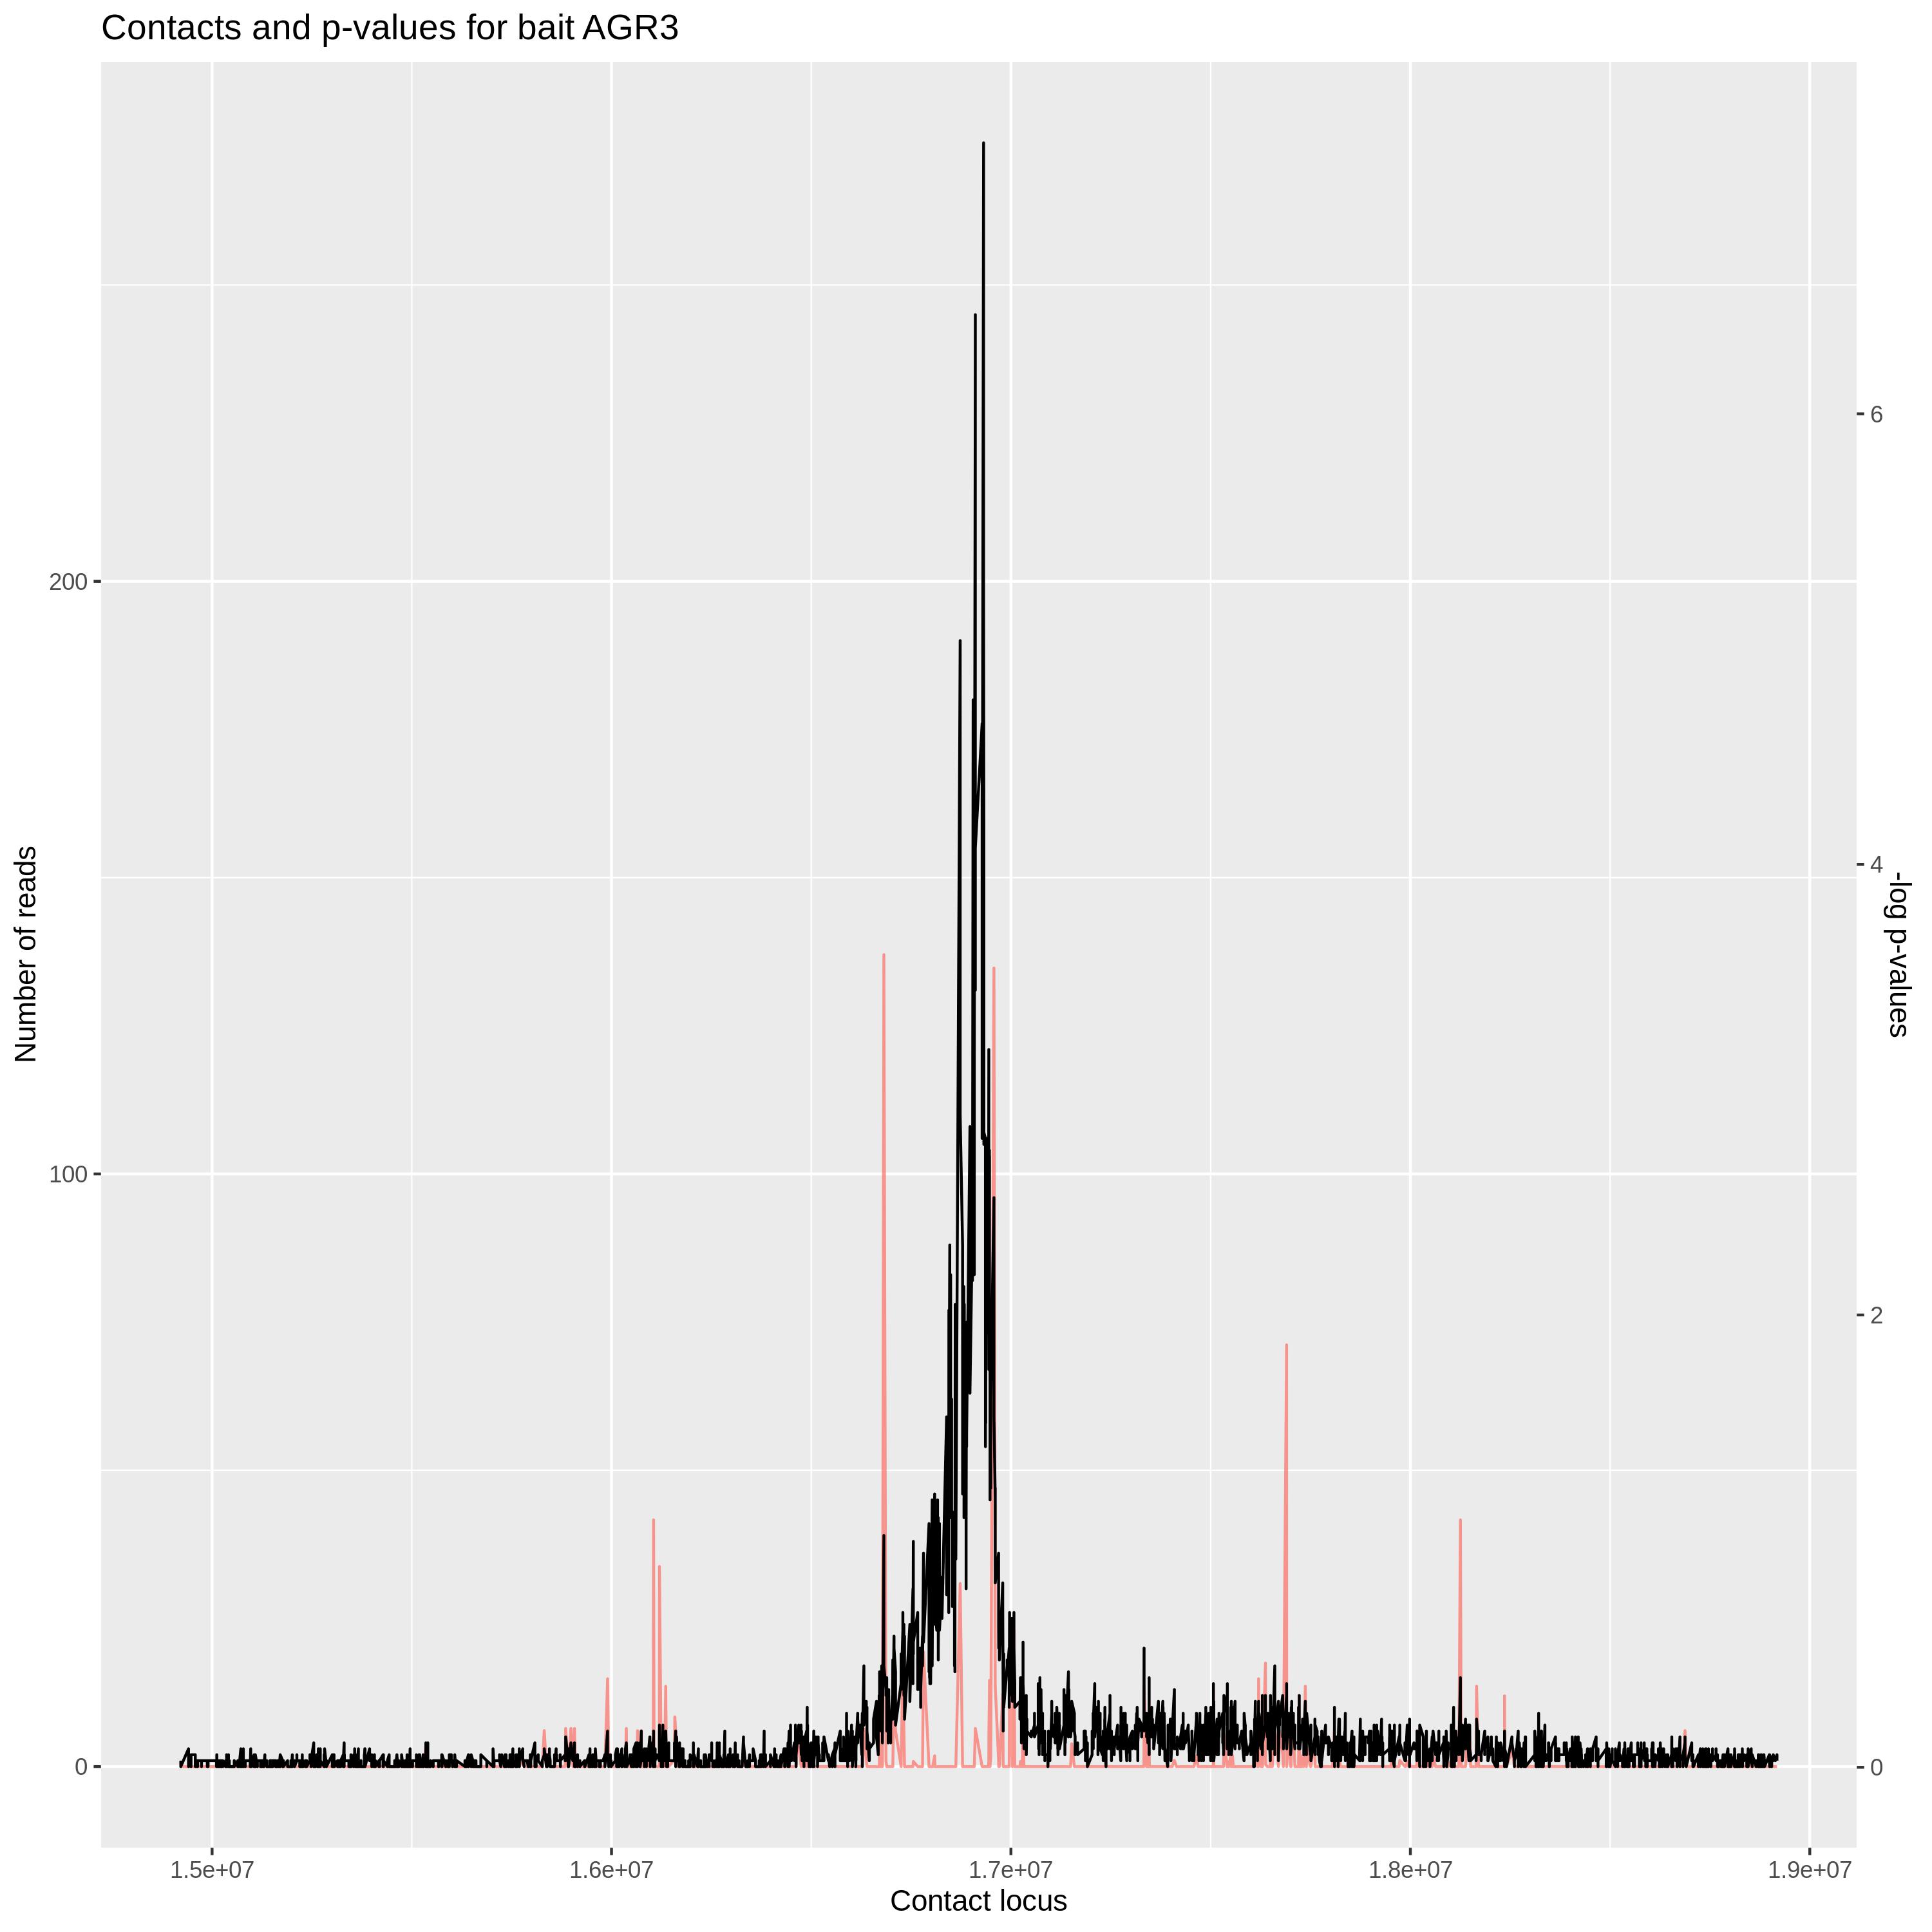 Contacts and p-values for bait AGR3
Number of reads
200
100
0
6
4
2
0
-log p-values
1.5e+07
1.6e+07
1.7e+07
1.8e+07
1.9e+07
Contact locus